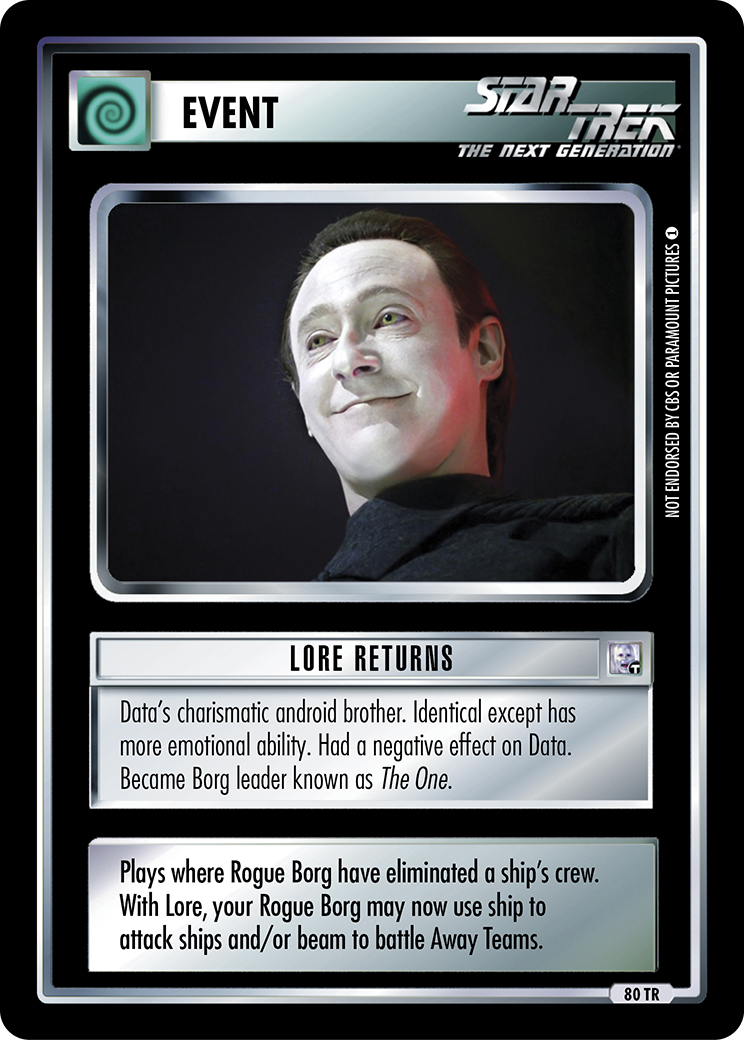 EVENT
STAR TREK
THE NEXT GENERATION
NOT ENDORSED BY CBS OR PARAMOUNT PICTURES 1
LORE RETURNS
T
Data's charismatic android brother. Identical except has
more emotional ability. Had a negative effect on Data.
Became Borg leader known as The One.
Plays where Rogue Borg have eliminated a ship's crew.
With Lore, your Rogue Borg may now use ship to
attack ships and/or beam to battle Away Teams.
80 TR